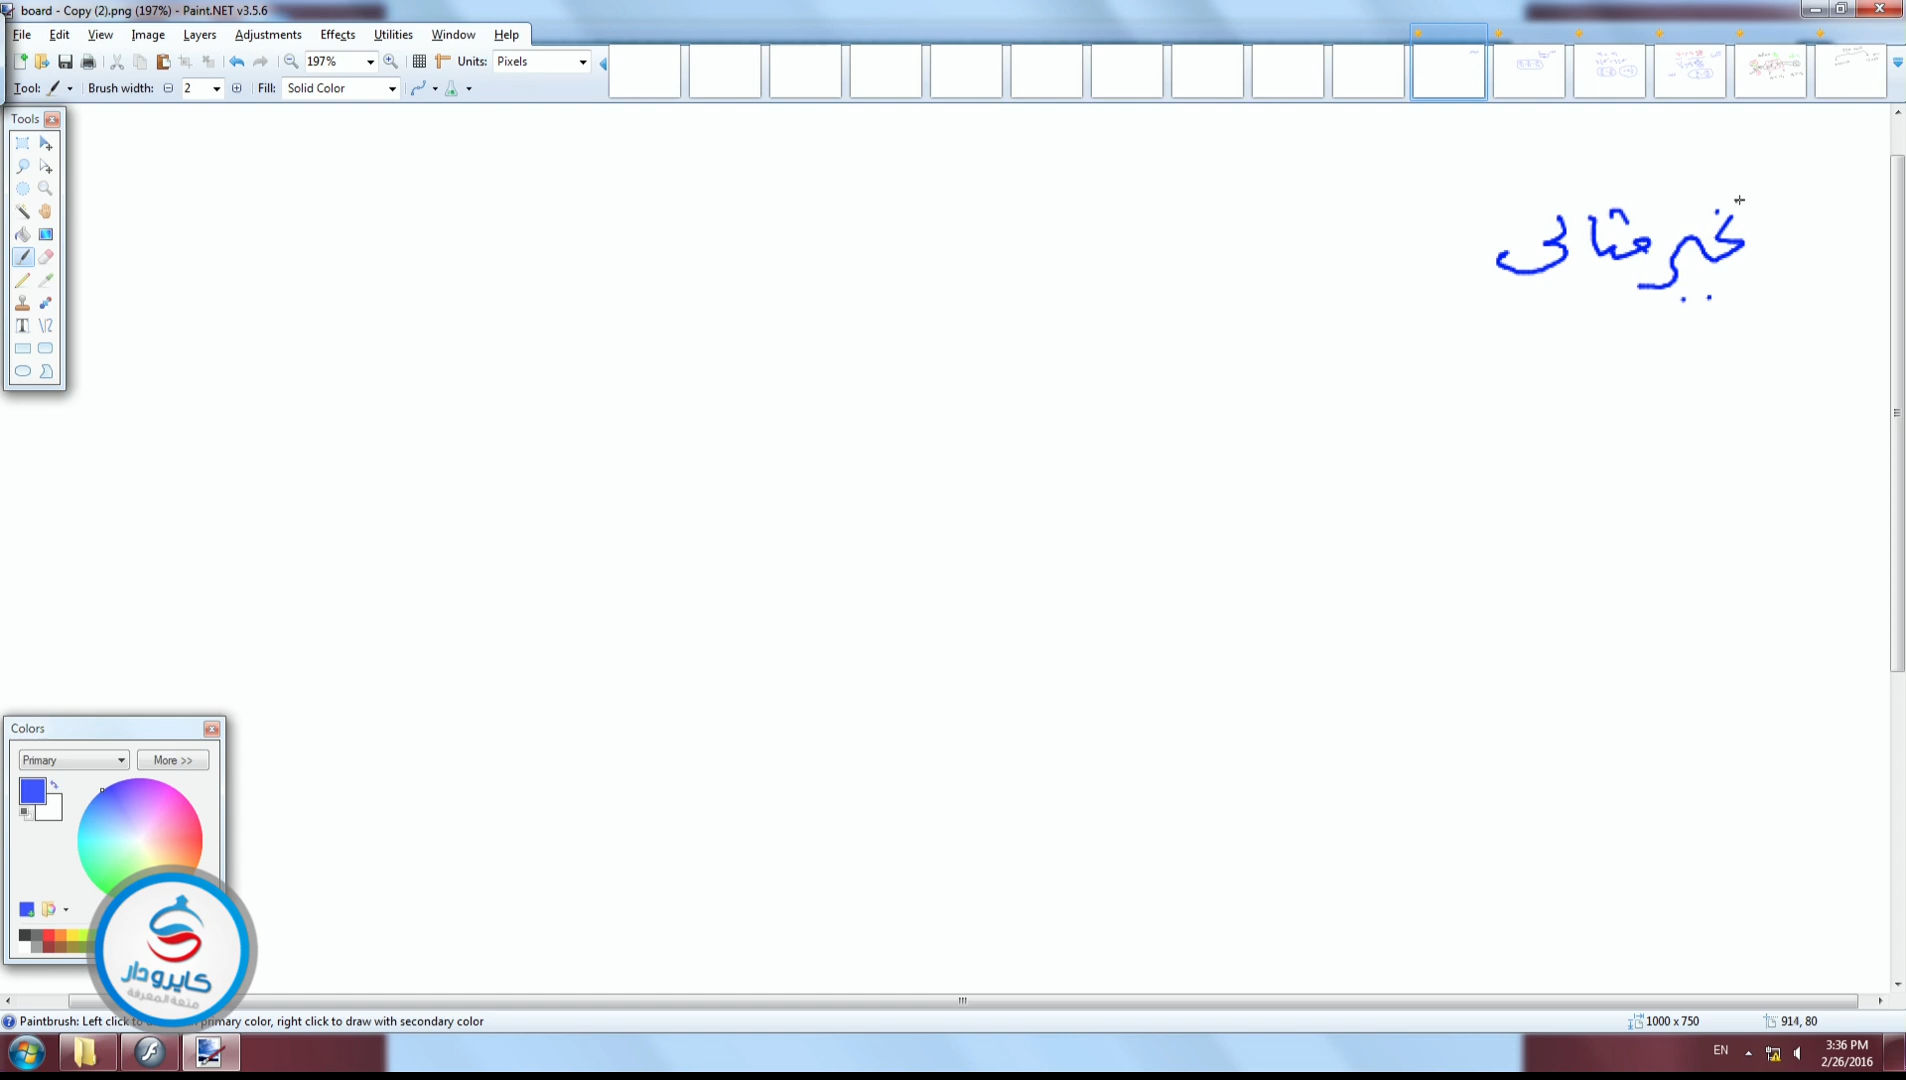 board - Copy (2).png (197%) - Paint.NET v3.5.6
File Edit View Image Layers Adjustments Effects Utilities Window Help
197% Units: Pixels
Tool: Brush width: 2 Fill: Solid Color
Tools
مثالى
Colors
Primary More >>
كايرودار
متعة المعرفة
Paintbrush: Left click to primary color, right click to draw with secondary color
1000 x 750
914, 80
EN
3:36 PM
2/26/2016